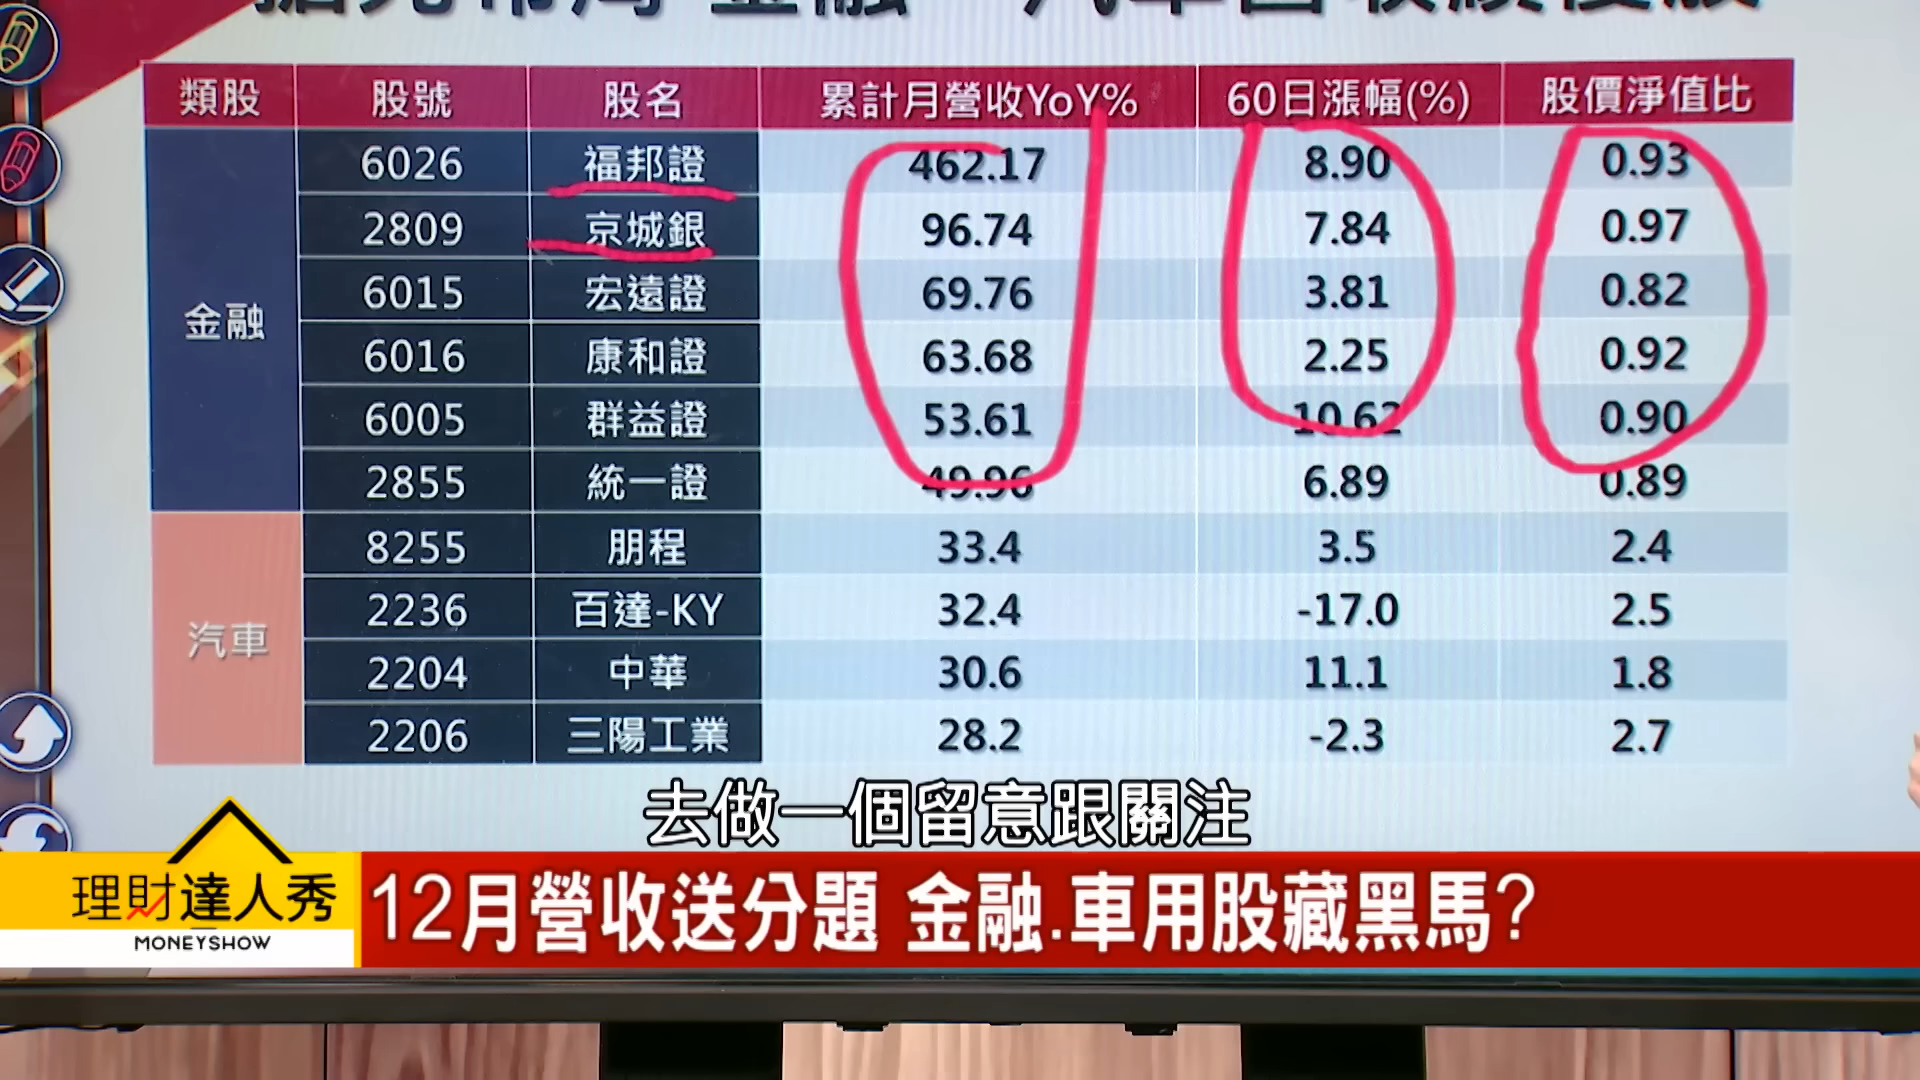 類股 股號 股名 累計月營收YoY% 60日漲幅(%) 股價淨值比
金融
6026 福邦證 462.17 8.90 0.93
2809 京城銀 96.74 7.84 0.97
6015 宏遠證 69.76 3.81 0.82
6016 康和證 63.68 2.25 0.92
6005 群益證 53.61 10.62 0.90
2855 統一證 49.96 6.89 0.89
汽車
8255 朋程 33.4 3.5 2.4
2236 百達-KY 32.4 -17.0 2.5
2204 中華 30.6 11.1 1.8
2206 三陽工業 28.2 -2.3 2.7
去做一個留意跟關注
理財達人秀
MONEYSHOW
12月營收送分題 金融.車用股藏黑馬?